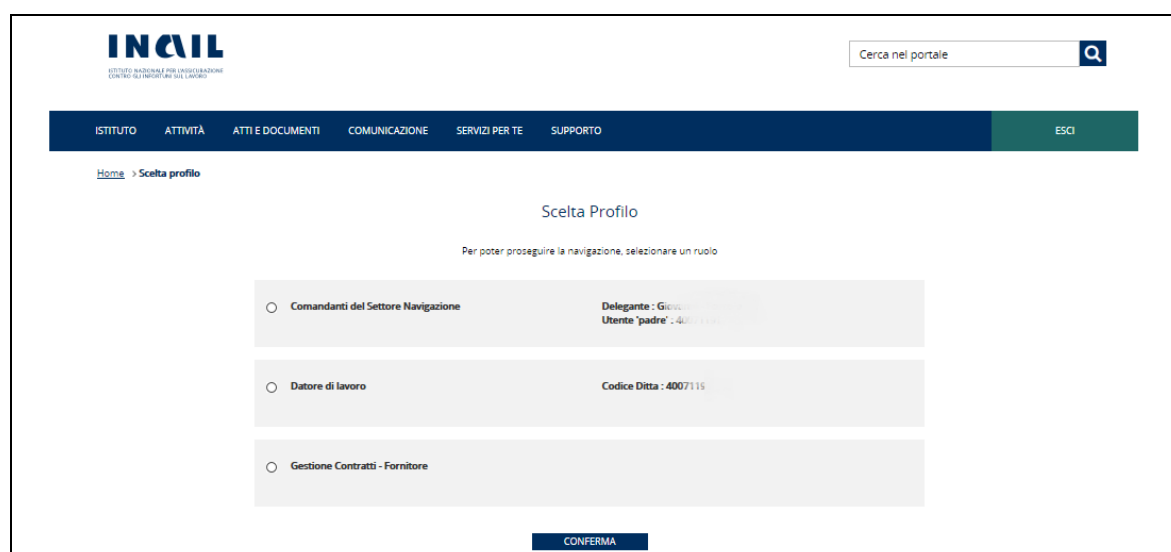 INAIL
ISTITUTO NAZIONALE PER L'ASSICURAZIONE
CONTRO GLI INFORTUNI SUL LAVORO
Cerca nel portale
ISTITUTO ATTIVITÀ ATTI E DOCUMENTI COMUNICAZIONE SERVIZI PER TE SUPPORTO ESCI
Home > Scelta profilo
Scelta Profilo
Per poter proseguire la navigazione, selezionare un ruolo
Comandanti del Settore Navigazione Delegante :
Utente 'padre' :
Datore di lavoro Codice Ditta :
Gestione Contratti - Fornitore
CONFERMA